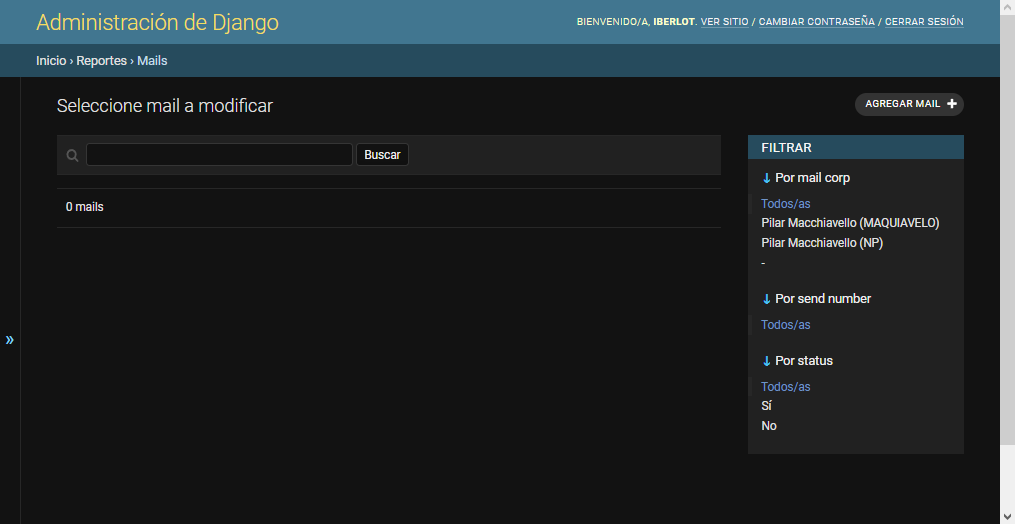 Administración de Django
BIENVENIDO/A, IBERLOT. VER SITIO / CAMBIAR CONTRASEÑA / CERRAR SESIÓN
Inicio › Reportes › Mails
Seleccione mail a modificar
AGREGAR MAIL +
Buscar
0 mails
»
FILTRAR
↓ Por mail corp
Todos/as
Pilar Macchiavello (MAQUIAVELO)
Pilar Macchiavello (NP)
-
↓ Por send number
Todos/as
↓ Por status
Todos/as
Sí
No